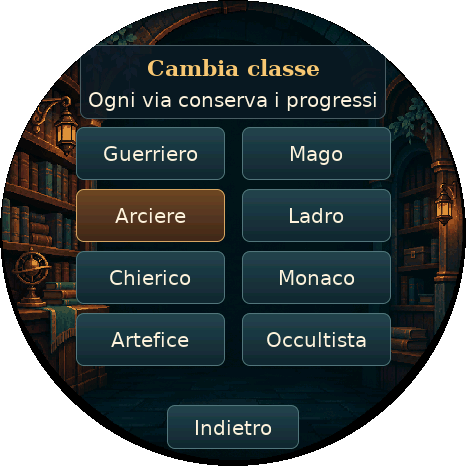 Cambia classe
Ogni via conserva i progressi
Guerriero
Mago
Arciere
Ladro
Chierico
Monaco
Artefice
Occultista
Indietro